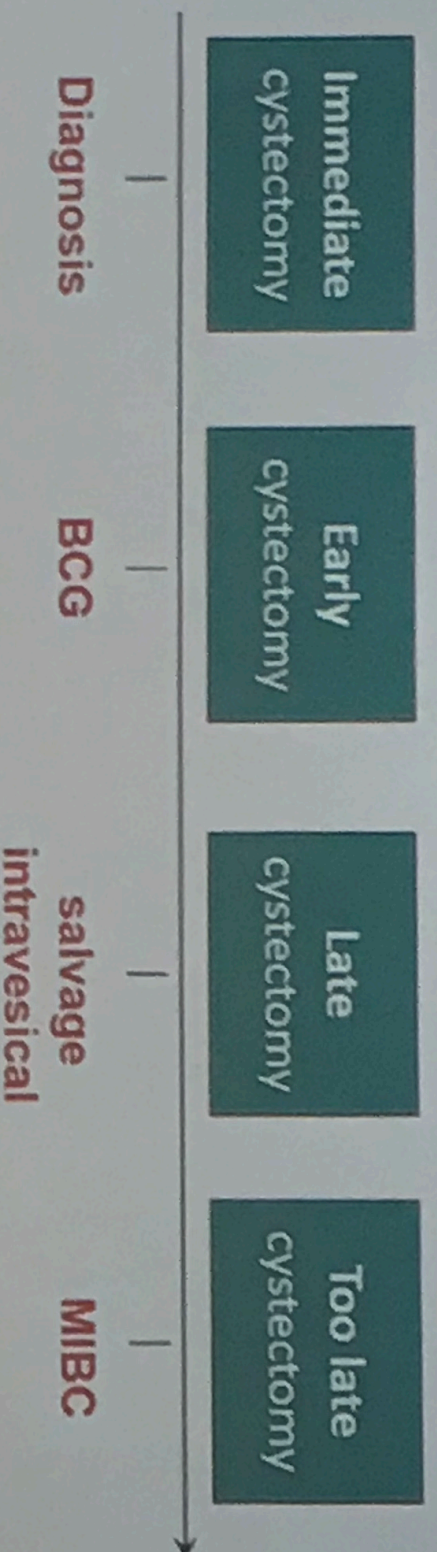 Immediate
cystectomy
Early
cystectomy
Late
cystectomy
Too late
cystectomy
Diagnosis
BCG
salvage
intravesical
MIBC